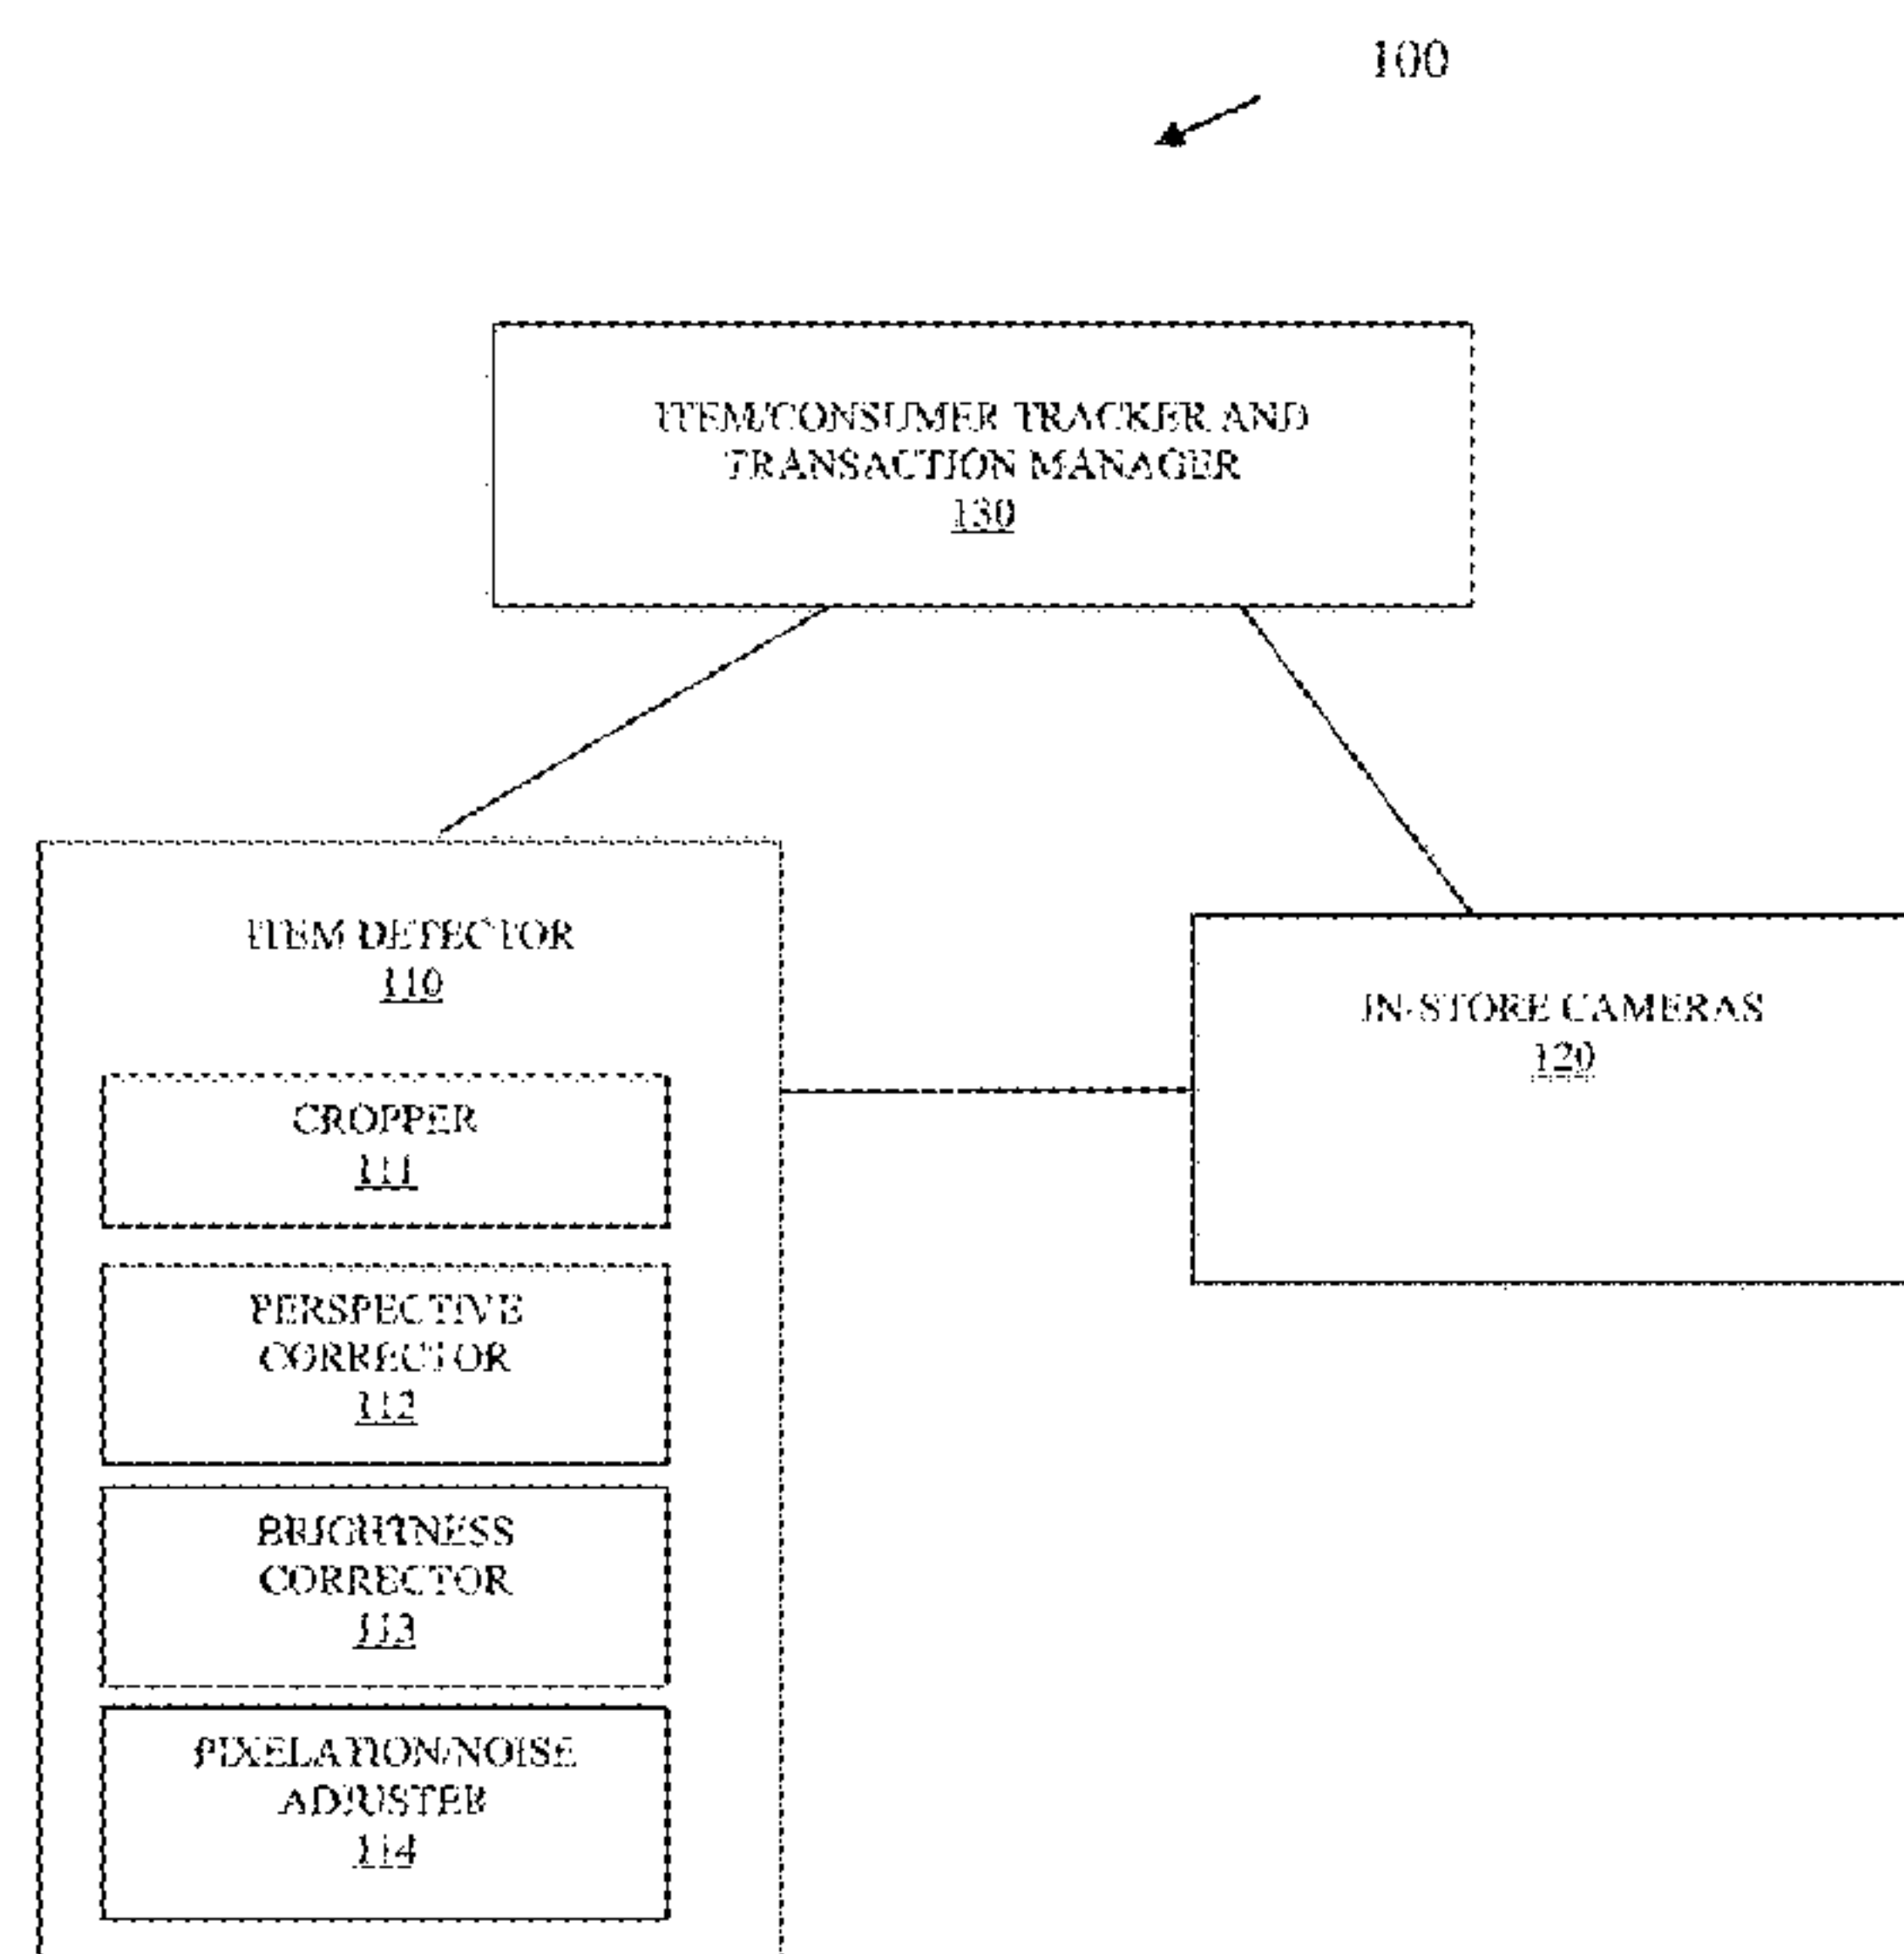 100
ITEM/CONSUMER TRACKER AND
TRANSACTION MANAGER
130
ITEM DETECTOR
110
IN-STORE CAMERAS
120
CROPPER
111
PERSPECTIVE
CORRECTOR
112
BRIGHTNESS
CORRECTOR
113
PIXELATION/NOISE
ADJUSTER
114